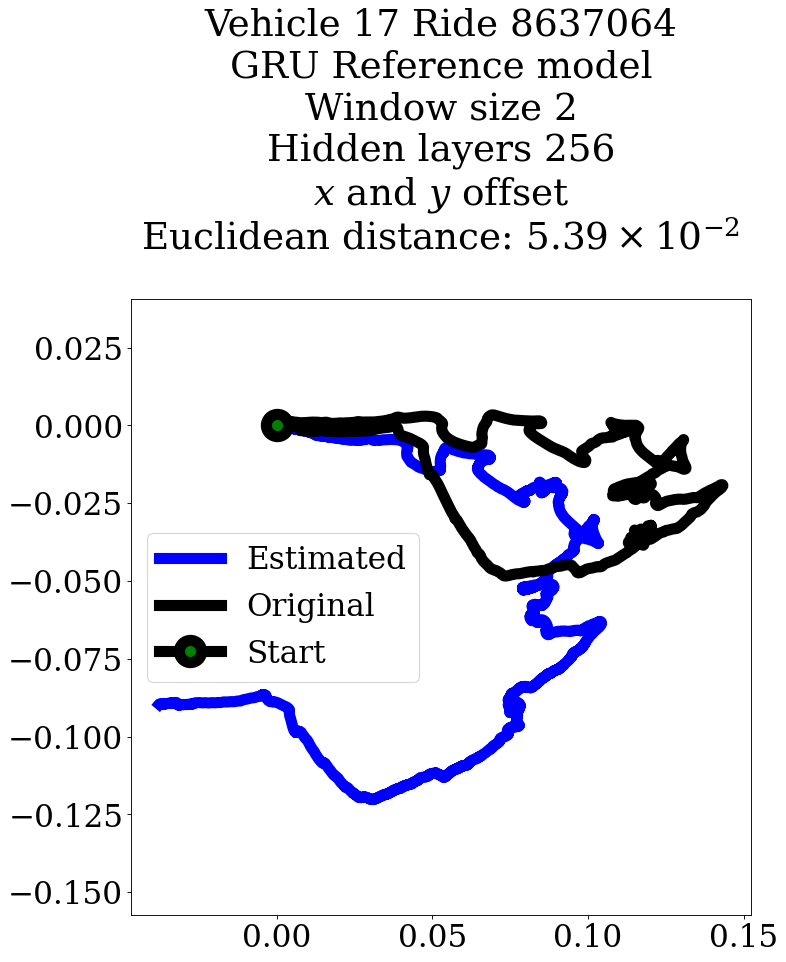 Vehicle 17 Ride 8637064
GRU Reference model
Window size 2
Hidden layers 256
x and y offset
Euclidean distance: 5.39 × 10⁻²
0.025
0.000
−0.025
−0.050
−0.075
−0.100
−0.125
−0.150
Estimated
Original
Start
0.00
0.05
0.10
0.15